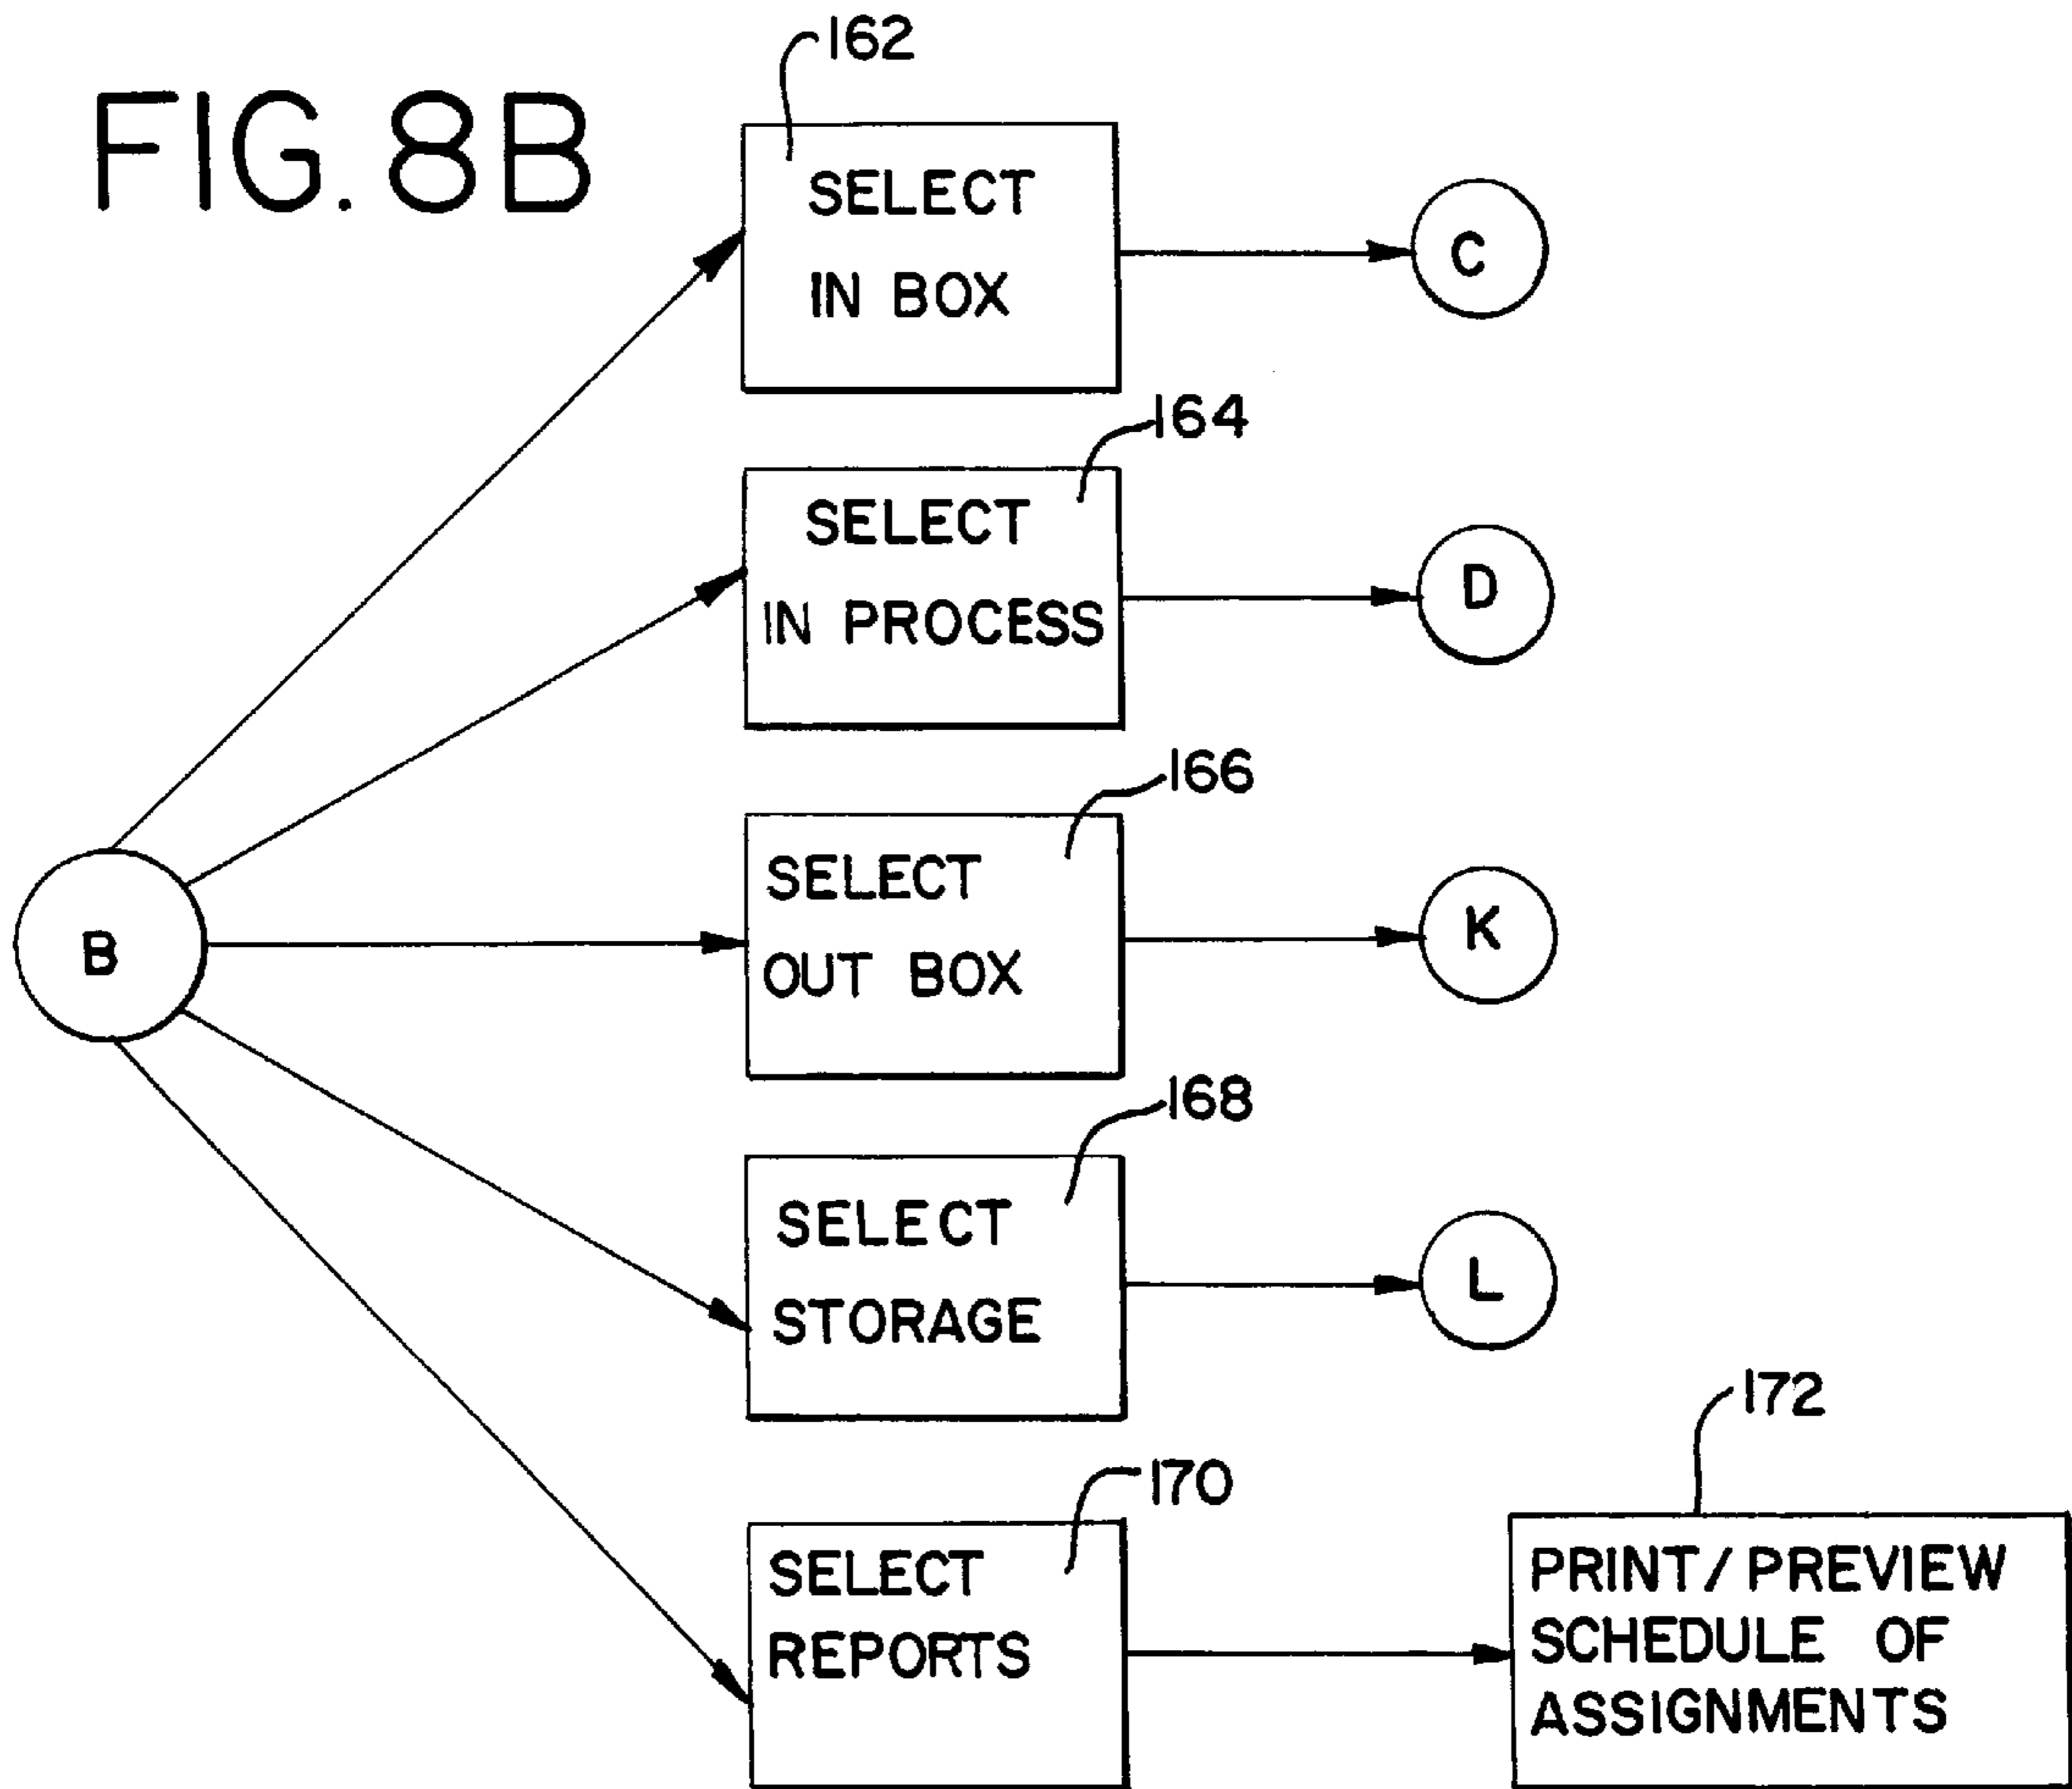 FIG. 8B
162
SELECT
IN BOX
C
164
SELECT
IN PROCESS
D
166
SELECT
OUT BOX
K
B
168
SELECT
STORAGE
L
170
SELECT
REPORTS
172
PRINT/PREVIEW
SCHEDULE OF
ASSIGNMENTS